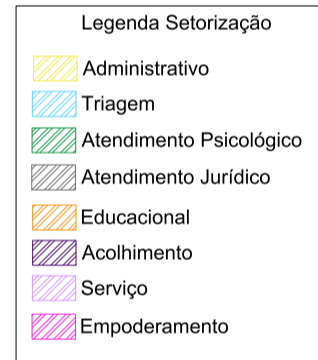 Legenda Setorização
Administrativo
Triagem
Atendimento Psicológico
Atendimento Jurídico
Educacional
Acolhimento
Serviço
Empoderamento